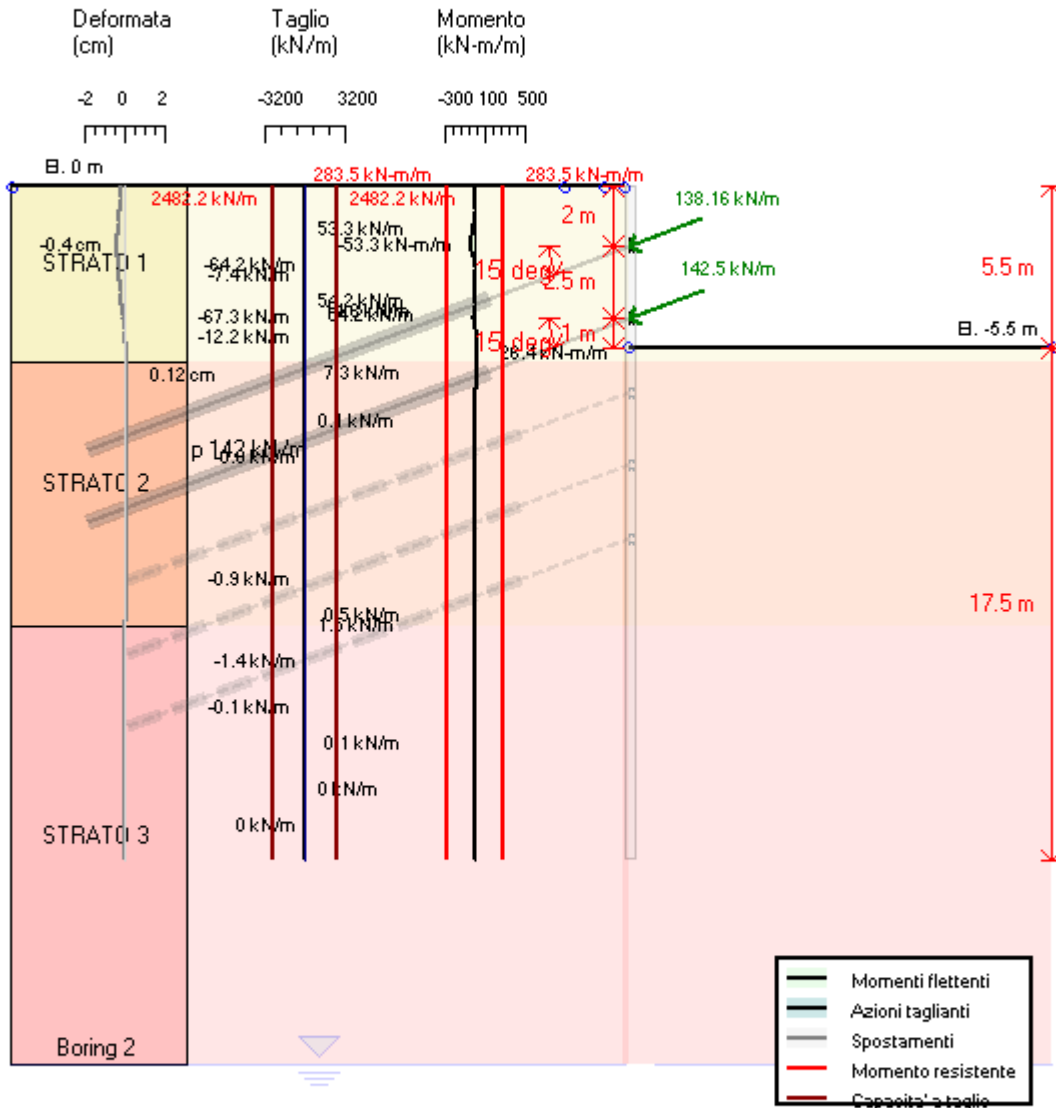 Deformata
(cm)
Taglio
(kN/m)
Momento
(kN-m/m)
-2 0 2
-3200 3200
-300 100 500
El. 0 m
283.5 kN-m/m
283.5 kN-m/m
2482.2 kN/m
2482.2 kN/m
2 m
138.16 kN/m
53.3 kN/m
-53.3 kN-m/m
-0.4 cm
STRATO 1
-64.2 kN/m
-7.4 kN/m
15 deg
2.5 m
142.5 kN/m
5.5 m
54.2 kN/m
64.2 kN/m
-67.3 kN/m
-12.2 kN/m
1 m
15 deg
El. -5.5 m
26.4 kN-m/m
0.12 cm
7.3 kN/m
0.1 kN/m
p 143 kN/m
STRATO 2
-0.9 kN/m
0.5 kN/m
1.5 kN/m
17.5 m
-1.4 kN/m
-0.1 kN/m
0.1 kN/m
0 kN/m
0 kN/m
STRATO 3
Boring 2
Momenti flettenti
Azioni taglianti
Spostamenti
Momento resistente
Capacita' a taglio